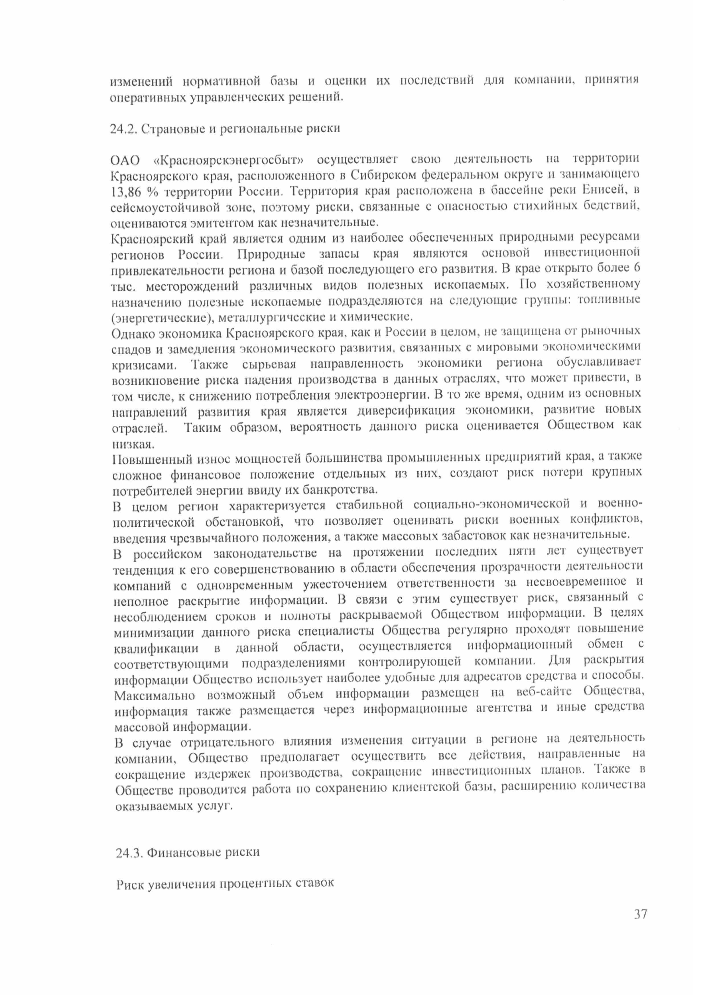 изменений нормативной базы и оценки их последствий для компании, принятия
оперативных управленческих решений.
24.2. Страновые и региональные риски
ОАО «Красноярскэнергосбыт» осуществляет свою деятельность на территории
Красноярского края, расположенного в Сибирском федеральном округе и занимающего
13,86 % территории России. Территория края расположена в бассейне реки Енисей, в
сейсмоустойчивой зоне, поэтому риски, связанные с опасностью стихийных бедствий,
оцениваются эмитентом как незначительные.
Красноярский край является одним из наиболее обеспеченных природными ресурсами
регионов России. Природные запасы края являются основой инвестиционной
привлекательности региона и базой последующего его развития. В крае открыто более 6
тыс. месторождений различных видов полезных ископаемых. По хозяйственному
назначению полезные ископаемые подразделяются на следующие группы: топливные
(энергетические), металлургические и химические.
Однако экономика Красноярского края, как и России в целом, не защищена от рыночных
спадов и замедления экономического развития, связанных с мировыми экономическими
кризисами. Также сырьевая направленность экономики региона обуславливает
возникновение риска падения производства в данных отраслях, что может привести, в
том числе, к снижению потребления электроэнергии. В то же время, одним из основных
направлений развития края является диверсификация экономики, развитие новых
отраслей. Таким образом, вероятность данного риска оценивается Обществом как
низкая.
Повышенный износ мощностей большинства промышленных предприятий края, а также
сложное финансовое положение отдельных из них, создают риск потери крупных
потребителей энергии ввиду их банкротства.
В целом регион характеризуется стабильной социально-экономической и военно-
политической обстановкой, что позволяет оценивать риски военных конфликтов,
введения чрезвычайного положения, а также массовых забастовок как незначительные.
В российском законодательстве на протяжении последних пяти лет существует
тенденция к его совершенствованию в области обеспечения прозрачности деятельности
компаний с одновременным ужесточением ответственности за несвоевременное и
неполное раскрытие информации. В связи с этим существует риск, связанный с
несоблюдением сроков и полноты раскрываемой Обществом информации. В целях
минимизации данного риска специалисты Общества регулярно проходят повышение
квалификации в данной области, осуществляется информационный обмен с
соответствующими подразделениями контролирующей компании. Для раскрытия
информации Общество использует наиболее удобные для адресатов средства и способы.
Максимально возможный объем информации размещен на веб-сайте Общества,
информация также размещается через информационные агентства и иные средства
массовой информации.
В случае отрицательного влияния изменения ситуации в регионе на деятельность
компании, Общество предполагает осуществить все действия, направленные на
сокращение издержек производства, сокращение инвестиционных планов. Также в
Обществе проводится работа по сохранению клиентской базы, расширению количества
оказываемых услуг.
24.3. Финансовые риски
Риск увеличения процентных ставок
37